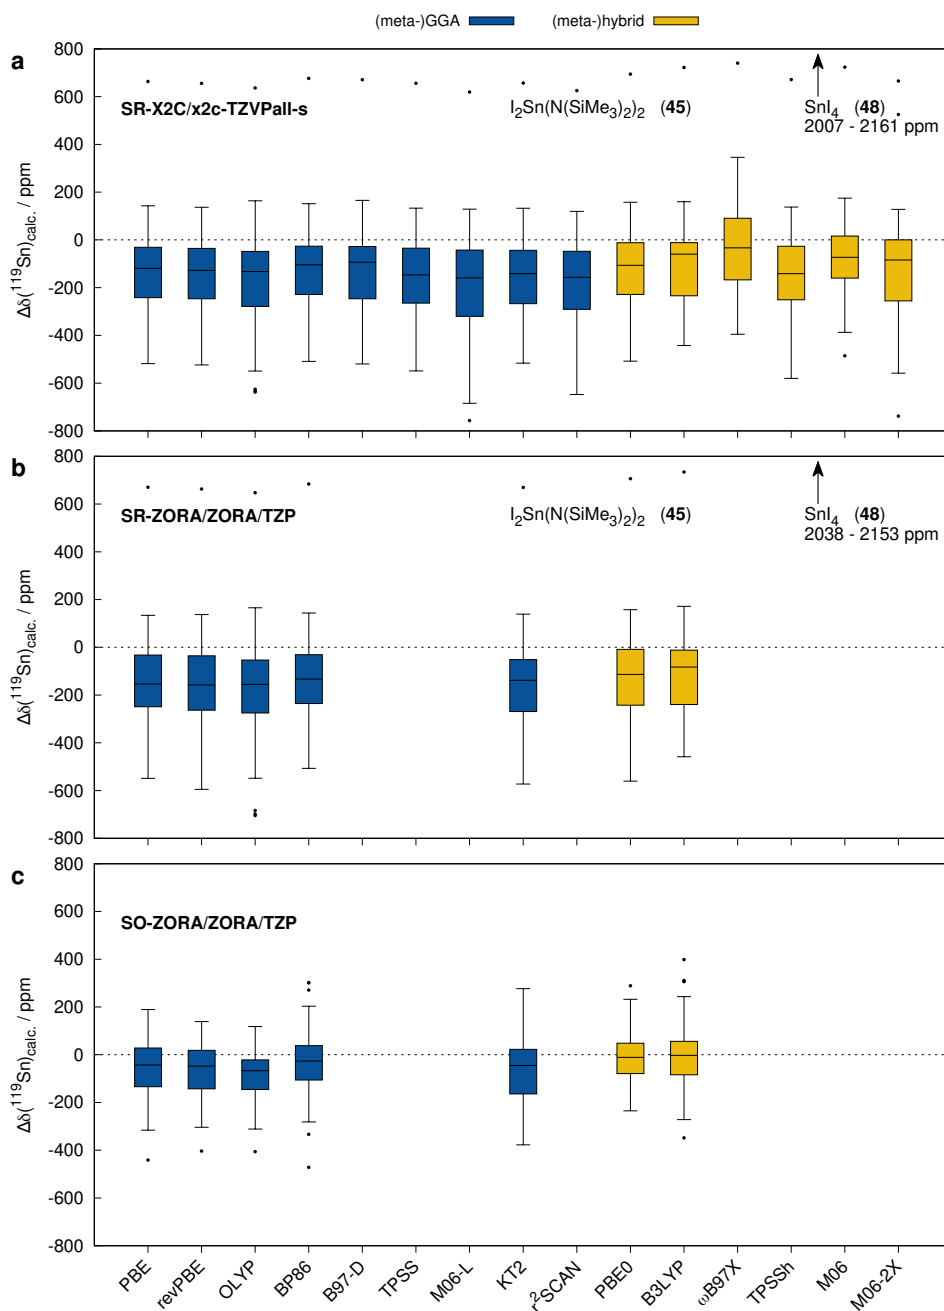 (meta-)GGA (meta-)hybrid
a
SR-X2C/x2c-TZVPall-s
I2Sn(N(SiMe3)2)2 (45)
SnI4 (48)
2007 - 2161 ppm
Δδ(119Sn)calc. / ppm
800
600
400
200
0
-200
-400
-600
-800
b
SR-ZORA/ZORA/TZP
I2Sn(N(SiMe3)2)2 (45)
SnI4 (48)
2038 - 2153 ppm
Δδ(119Sn)calc. / ppm
800
600
400
200
0
-200
-400
-600
-800
c
SO-ZORA/ZORA/TZP
Δδ(119Sn)calc. / ppm
800
600
400
200
0
-200
-400
-600
-800
PBE
revPBE
OLYP
BP86
B97-D
TPSS
M06-L
KT2
r2SCAN
PBE0
B3LYP
ωB97X
TPSSh
M06
M06-2X